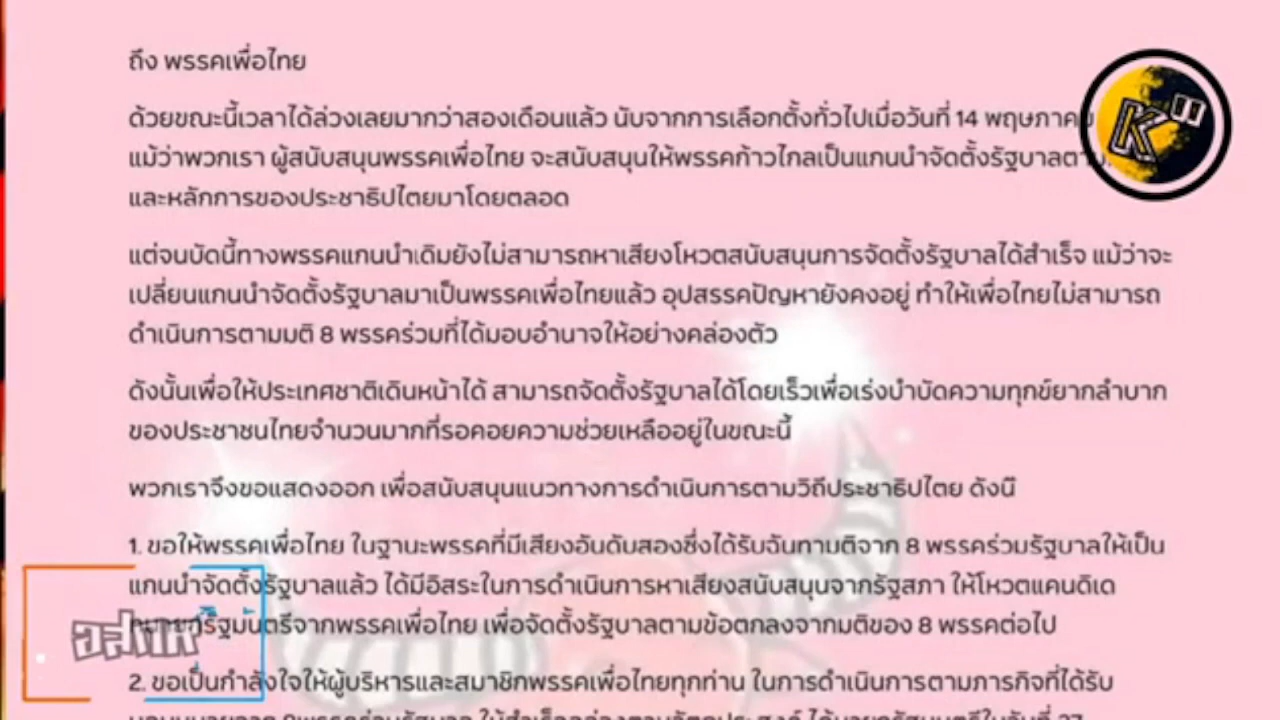 ถึง พรรคเพื่อไทย
K"
ด้วยขณะนี้เวลาได้ล่วงเลยมากว่าสองเดือนแล้ว นับจากการเลือกตั้งทั่วไปเมื่อวันที่ 14 พฤษภาคม
แม้ว่าพวกเรา ผู้สนับสนุนพรรคเพื่อไทย จะสนับสนุนให้พรรคก้าวไกลเป็นแกนนำจัดตั้งรัฐบาล
และหลักการของประชาธิปไตยมาโดยตลอด
แต่จนบัดนี้ทางพรรคแกนนำเดิมยังไม่สามารถหาเสียงโหวตสนับสนุนการจัดตั้งรัฐบาลได้สำเร็จ แม้ว่าจะ
เปลี่ยนแกนนำจัดตั้งรัฐบาลมาเป็นพรรคเพื่อไทยแล้ว อุปสรรคปัญหายังคงอยู่ ทำให้เพื่อไทยไม่สามารถ
ดำเนินการตามมติ 8 พรรคร่วมที่ได้มอบอำนาจให้อย่างคล่องตัว
ดังนั้นเพื่อให้ประเทศชาติเดินหน้าได้ สามารถจัดตั้งรัฐบาลได้โดยเร็วเพื่อเร่งบำบัดความทุกข์ยากลำบาก
ของประชาชนไทยจำนวนมากที่รอคอยความช่วยเหลืออยู่ในขณะนี้
พวกเราจึงขอแสดงออก เพื่อสนับสนุนแนวทางการดำเนินการตามวิถีประชาธิปไตย ดังนี้
1. ขอให้พรรคเพื่อไทย ในฐานะพรรคที่มีเสียงอันดับสองซึ่งได้รับฉันทามติจาก 8 พรรคร่วมรัฐบาลให้เป็น
แกนนำจัดตั้งรัฐบาลแล้ว ได้มีอิสระในการดำเนินการหาเสียงสนับสนุนจากรัฐสภา ให้โหวตแคนดิเด
ทนายกรัฐมนตรีจากพรรคเพื่อไทย เพื่อจัดตั้งรัฐบาลตามข้อตกลงจากมติของ 8 พรรคต่อไป
2. ขอเป็นกำลังใจให้ผู้บริหารและสมาชิกพรรคเพื่อไทยทุกท่าน ในการดำเนินการตามภารกิจที่ได้รับ